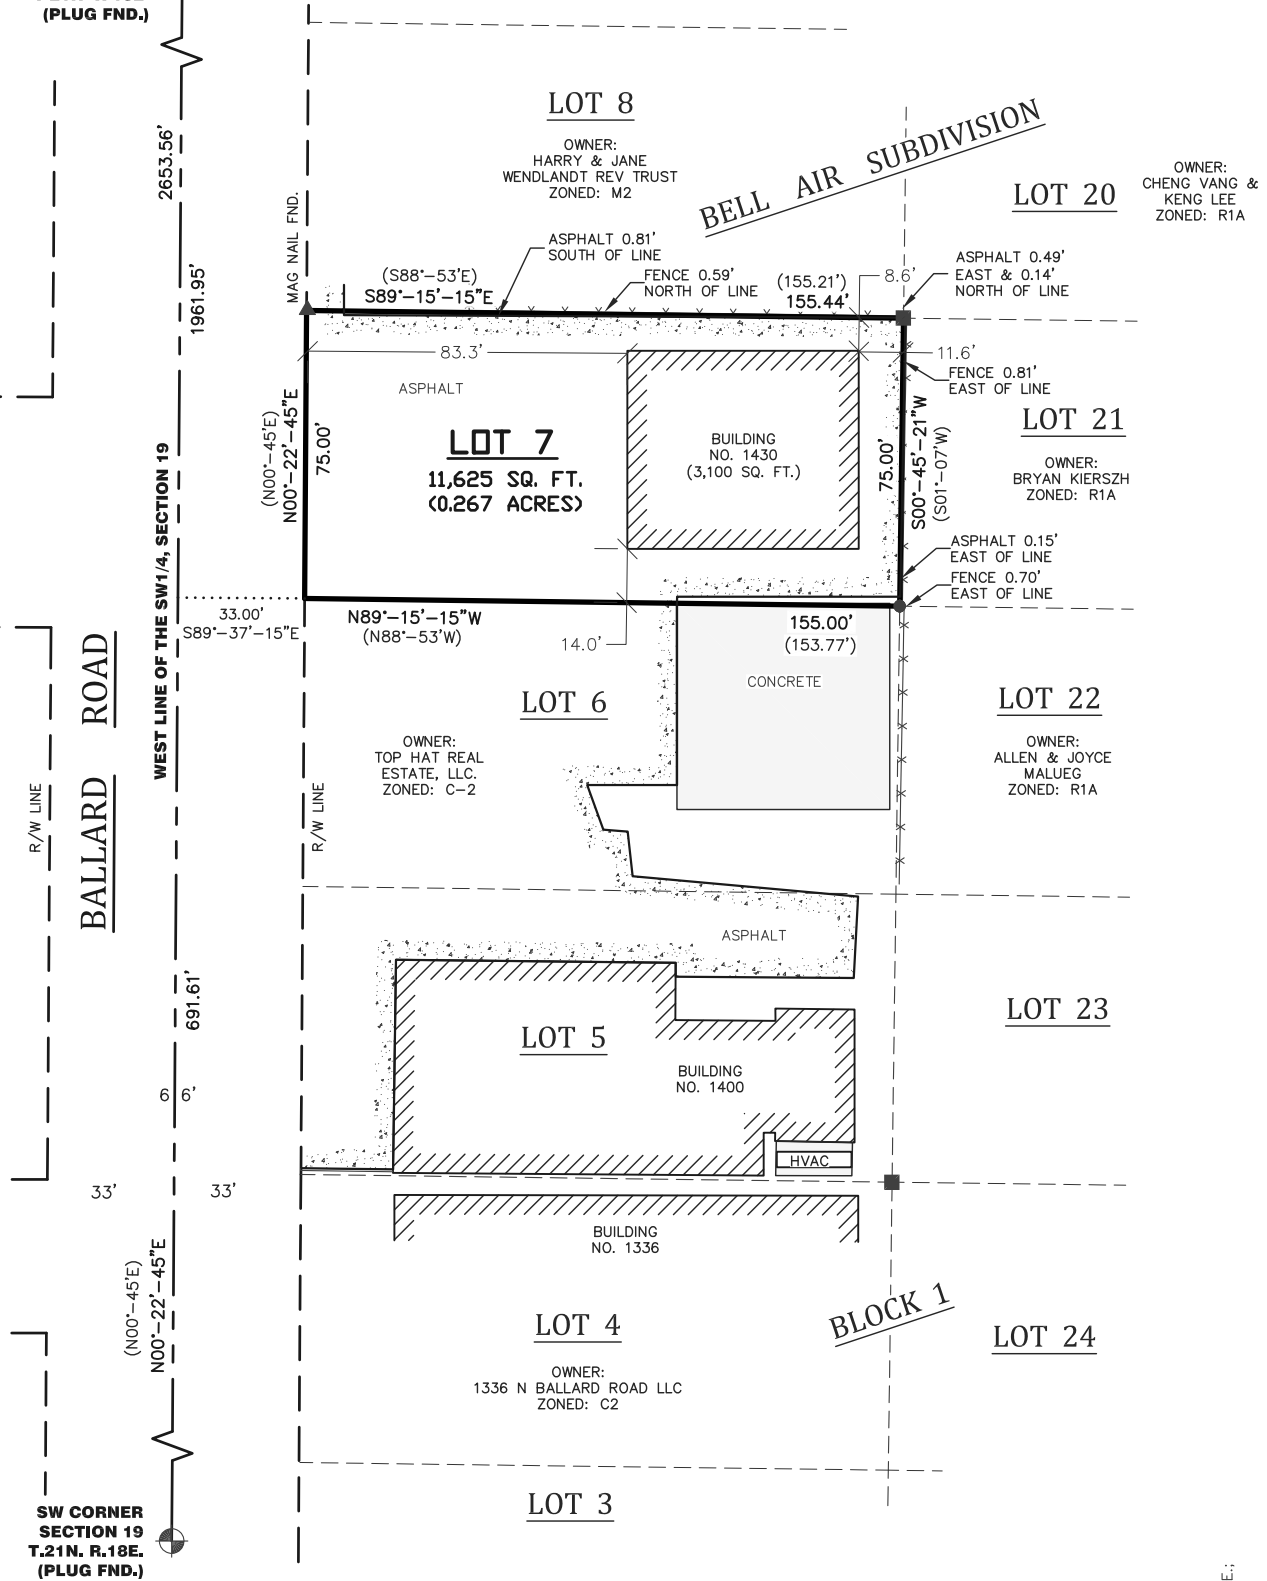 (PLUG FND.)
2653.56'
1961.95'
MAG NAIL FND.
LOT 8
OWNER:
HARRY & JANE
WENDLANDT REV TRUST
ZONED: M2
BELL AIR SUBDIVISION
LOT 20
OWNER:
CHENG VANG &
KENG LEE
ZONED: R1A
ASPHALT 0.81'
SOUTH OF LINE
(S88°-53'E)
S89°-15'-15"E
FENCE 0.59'
NORTH OF LINE
(155.21')
155.44'
8.6'
ASPHALT 0.49'
EAST & 0.14'
NORTH OF LINE
83.3'
11.6'
ASPHALT
FENCE 0.81'
EAST OF LINE
(N00°-45'E)
N00°-22'-45"E
75.00'
LOT 7
11,625 SQ. FT.
(0.267 ACRES)
BUILDING
NO. 1430
(3,100 SQ. FT.)
75.00'
S00°-45'-21"W
(S01°-07'W)
LOT 21
OWNER:
BRYAN KIERSZH
ZONED: R1A
ASPHALT 0.15'
EAST OF LINE
FENCE 0.70'
EAST OF LINE
WEST LINE OF THE SW1/4, SECTION 19
33.00'
S89°-37'-15"E
N89°-15'-15"W
(N88°-53'W)
14.0'
155.00'
(153.77')
CONCRETE
BALLARD ROAD
R/W LINE
R/W LINE
LOT 6
OWNER:
TOP HAT REAL
ESTATE, LLC.
ZONED: C-2
LOT 22
OWNER:
ALLEN & JOYCE
MALUEG
ZONED: R1A
ASPHALT
691.61'
LOT 5
BUILDING
NO. 1400
LOT 23
66'
HVAC
33'
33'
BUILDING
NO. 1336
(N00°-45'E)
N00°-22'-45"E
LOT 4
OWNER:
1336 N BALLARD ROAD LLC
ZONED: C2
BLOCK 1
LOT 24
LOT 3
SW CORNER
SECTION 19
T.21N. R.18E.
(PLUG FND.)
E.;